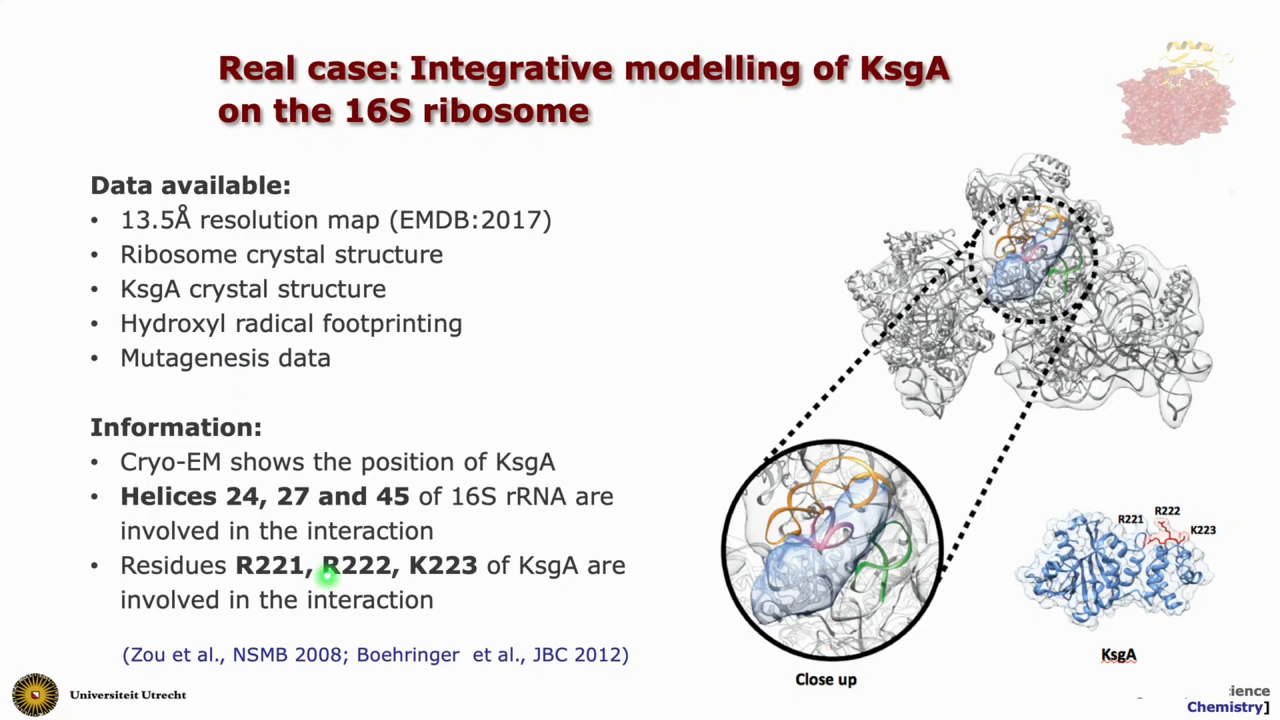 Real case: Integrative modelling of KsgA
on the 16S ribosome
Data available:
• 13.5Å resolution map (EMDB:2017)
• Ribosome crystal structure
• KsgA crystal structure
• Hydroxyl radical footprinting
• Mutagenesis data
Information:
• Cryo-EM shows the position of KsgA
• Helices 24, 27 and 45 of 16S rRNA are
involved in the interaction
• Residues R221, R222, K223 of KsgA are
involved in the interaction
(Zou et al., NSMB 2008; Boehringer et al., JBC 2012)
R221
R222
K223
KsgA
Close up
Universiteit Utrecht
ience
Chemistry]